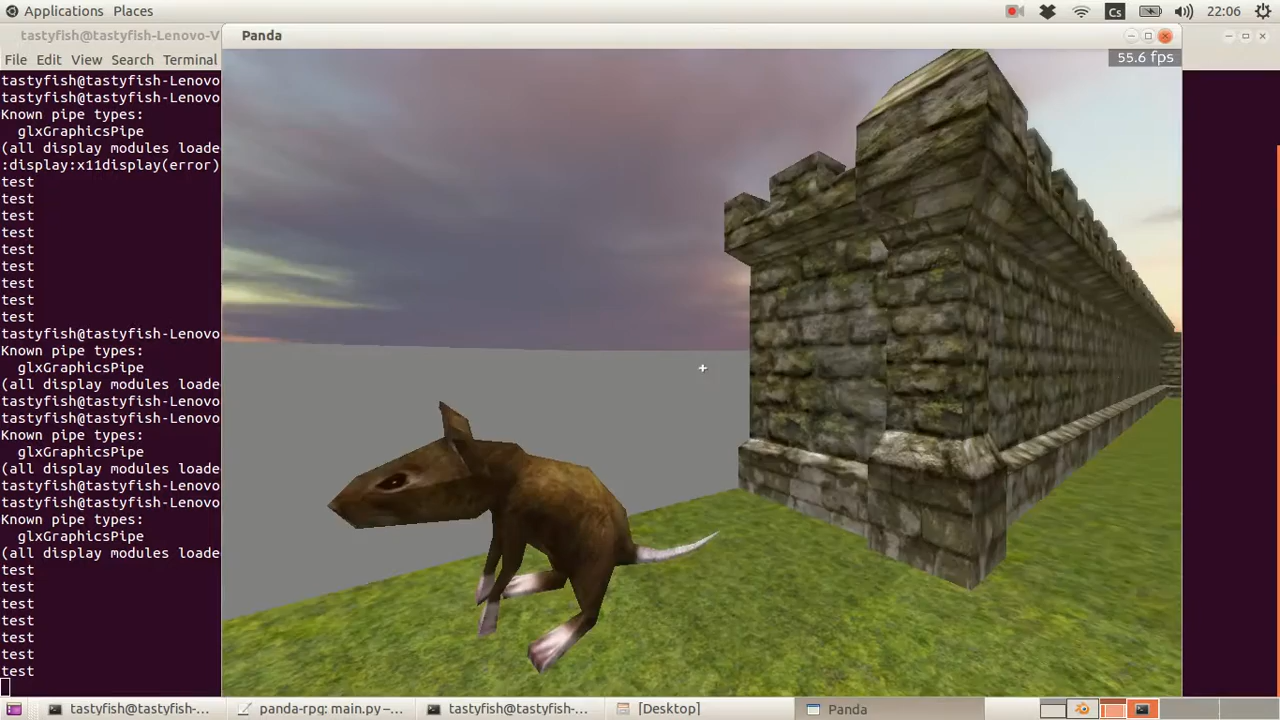 Applications Places
Cs
22:06
tastyfish@tastyfish-Lenovo-V
Panda
File Edit View Search Terminal
55.6 fps
tastyfish@tastyfish-Lenovo
tastyfish@tastyfish-Lenovo
Known pipe types:
glxGraphicsPipe
(all display modules loade
:display:x11display(error)
test
test
test
test
test
test
test
test
test
tastyfish@tastyfish-Lenovo
Known pipe types:
glxGraphicsPipe
(all display modules loade
tastyfish@tastyfish-Lenovo
tastyfish@tastyfish-Lenovo
Known pipe types:
glxGraphicsPipe
(all display modules loade
tastyfish@tastyfish-Lenovo
tastyfish@tastyfish-Lenovo
Known pipe types:
glxGraphicsPipe
(all display modules loade
test
test
test
test
test
test
test
tastyfish@tastyfish-... panda-rpq: main.py –... tastyfish@tastyfish-... [Desktop] Panda